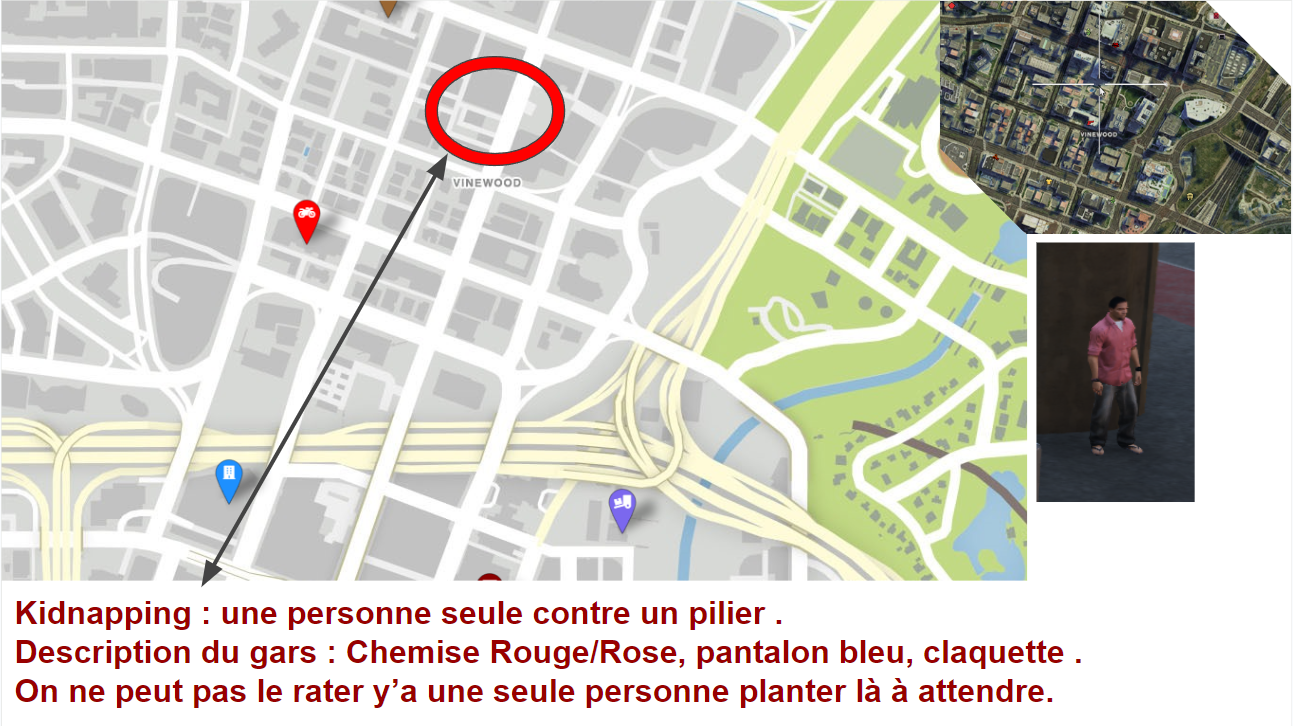 VINEWOOD
VINEWOOD
Kidnapping : une personne seule contre un pilier .
Description du gars : Chemise Rouge/Rose, pantalon bleu, claquette .
On ne peut pas le rater y’a une seule personne planter là à attendre.